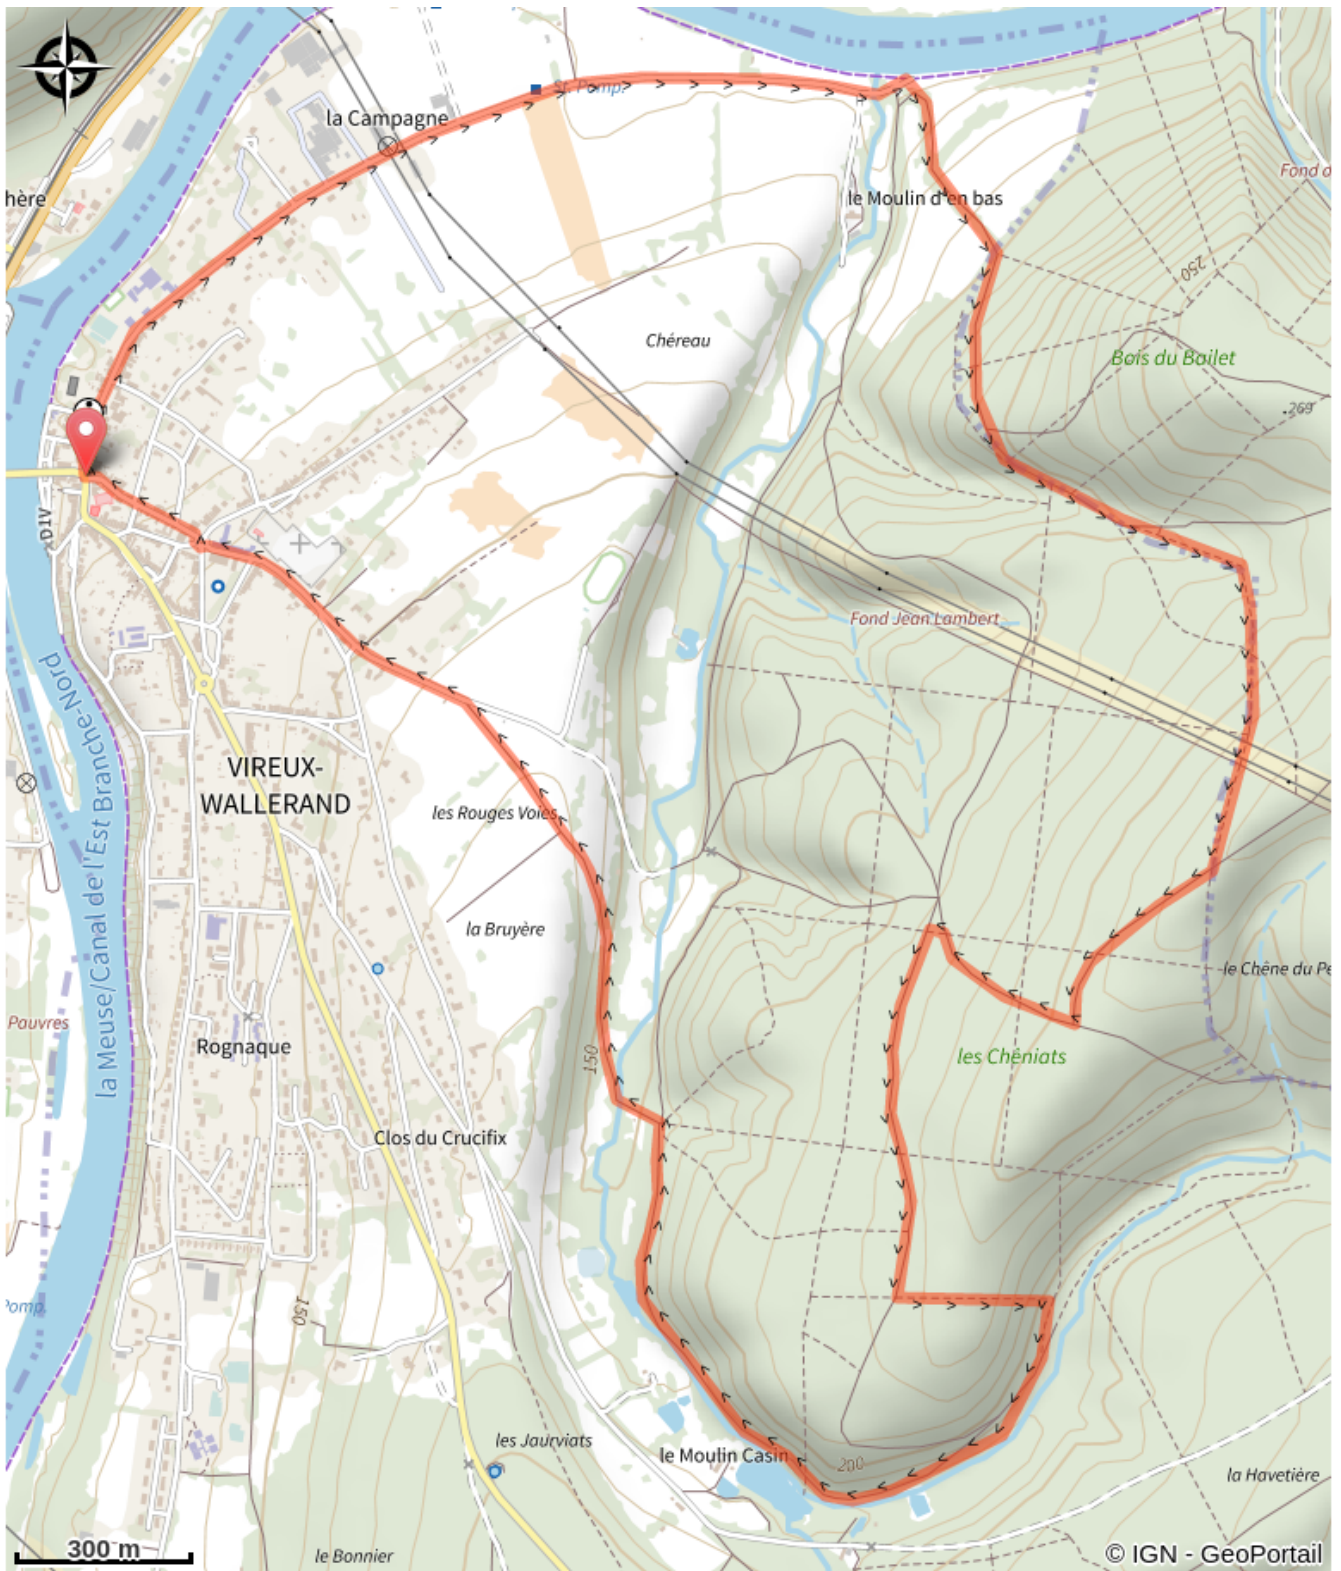 la Campagne
St. Pomp.
hère
le Moulin d'en bas
Fond d
250
Chéreau
Bois du Bailet
269
D1V
Fond Jean Lambert
la Meuse/Canal de l'Est Branche-Nord
VIREUX-
WALLERAND
les Rouges Voies
la Bruyère
le Chêne du Pe
Pauvres
Rognaque
150
les Chêniats
Clos du Crucifix
Pomp.
150
les Jaurviats
le Moulin Casin
200
la Havetière
300 m
le Bonnier
© IGN - GeoPortail